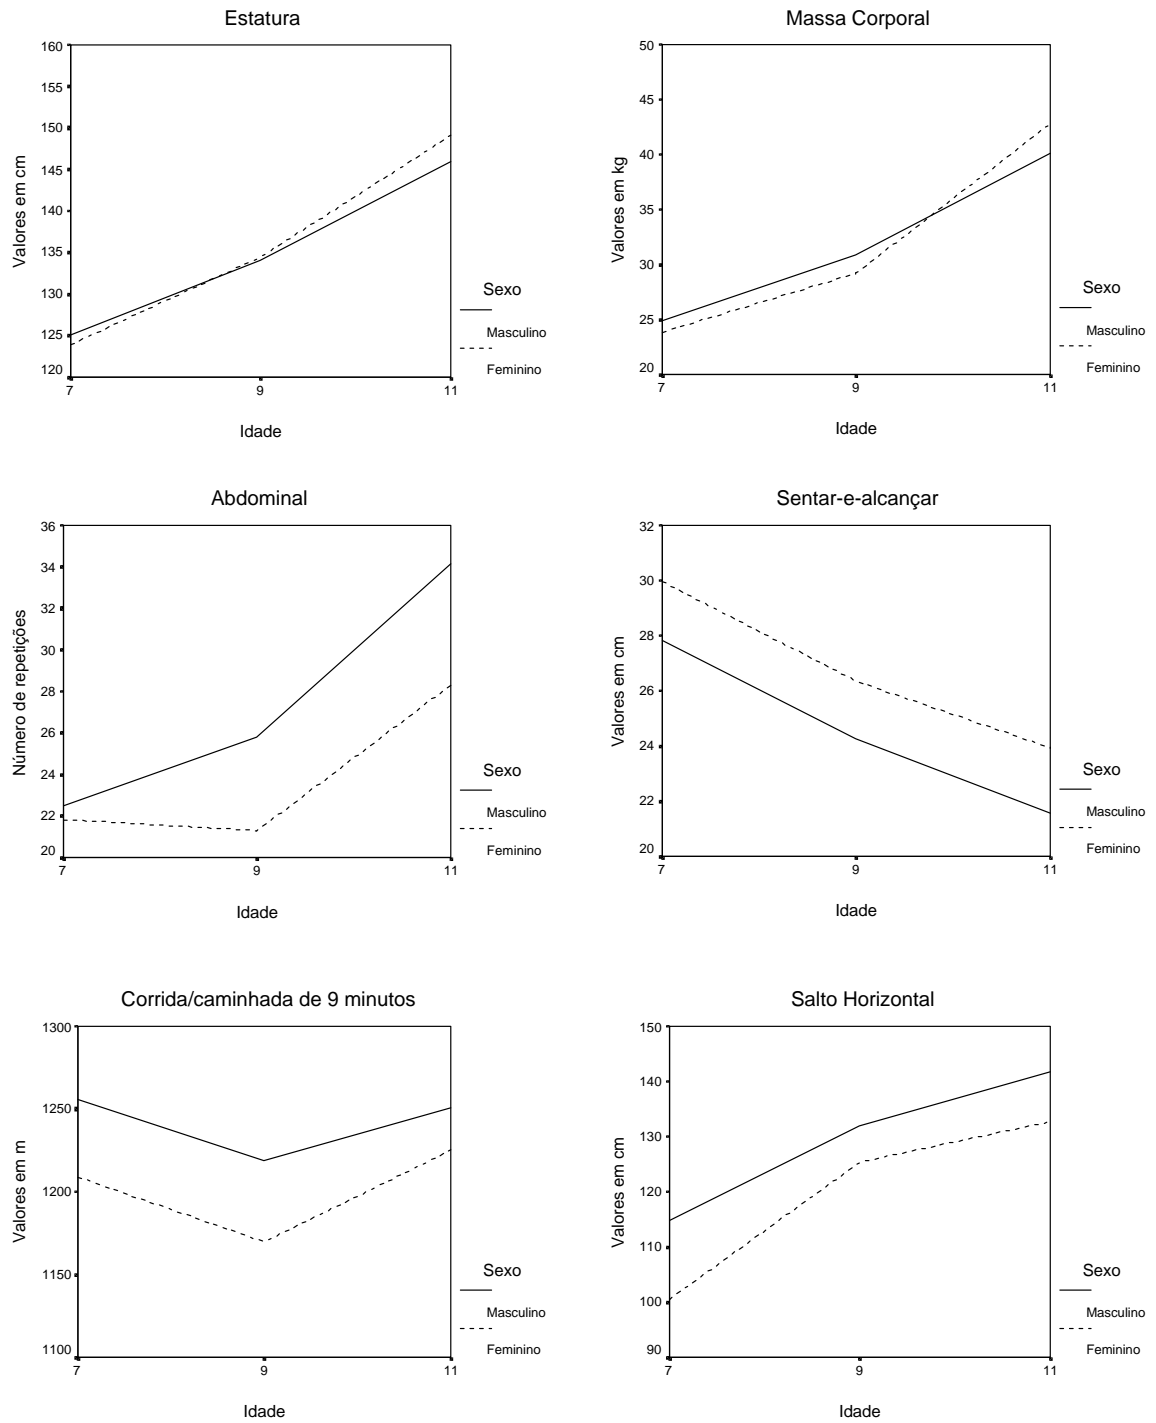 Estatura
160
155
150
145
140
135
130
125
120
Valores em cm
7
9
11
Idade
Sexo
Masculino
Feminino
Massa Corporal
50
45
40
35
30
25
20
Valores em kg
7
9
11
Idade
Sexo
Masculino
Feminino
Abdominal
36
34
32
30
28
26
24
22
20
Número de repetições
7
9
11
Idade
Sexo
Masculino
Feminino
Sentar-e-alcançar
32
30
28
26
24
22
20
Valores em cm
7
9
11
Idade
Sexo
Masculino
Feminino
Corrida/caminhada de 9 minutos
1300
1250
1200
1150
1100
Valores em m
7
9
11
Idade
Sexo
Masculino
Feminino
Salto Horizontal
150
140
130
120
110
100
90
Valores em cm
7
9
11
Idade
Sexo
Masculino
Feminino